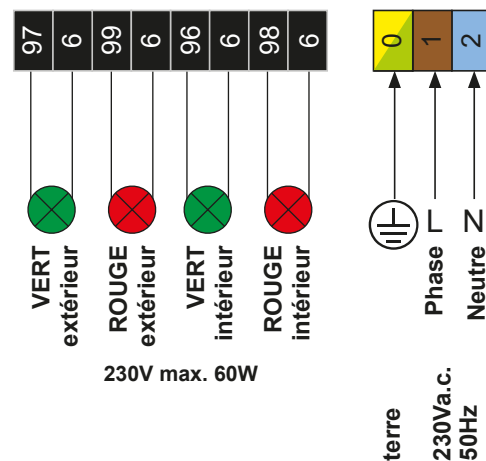 97 6 99 6 96 6 98 6
0 1 2
L N
VERT
extérieur
ROUGE
extérieur
VERT
intérieur
ROUGE
intérieur
Phase
Neutre
230V max. 60W
terre
230Va.c.
50Hz